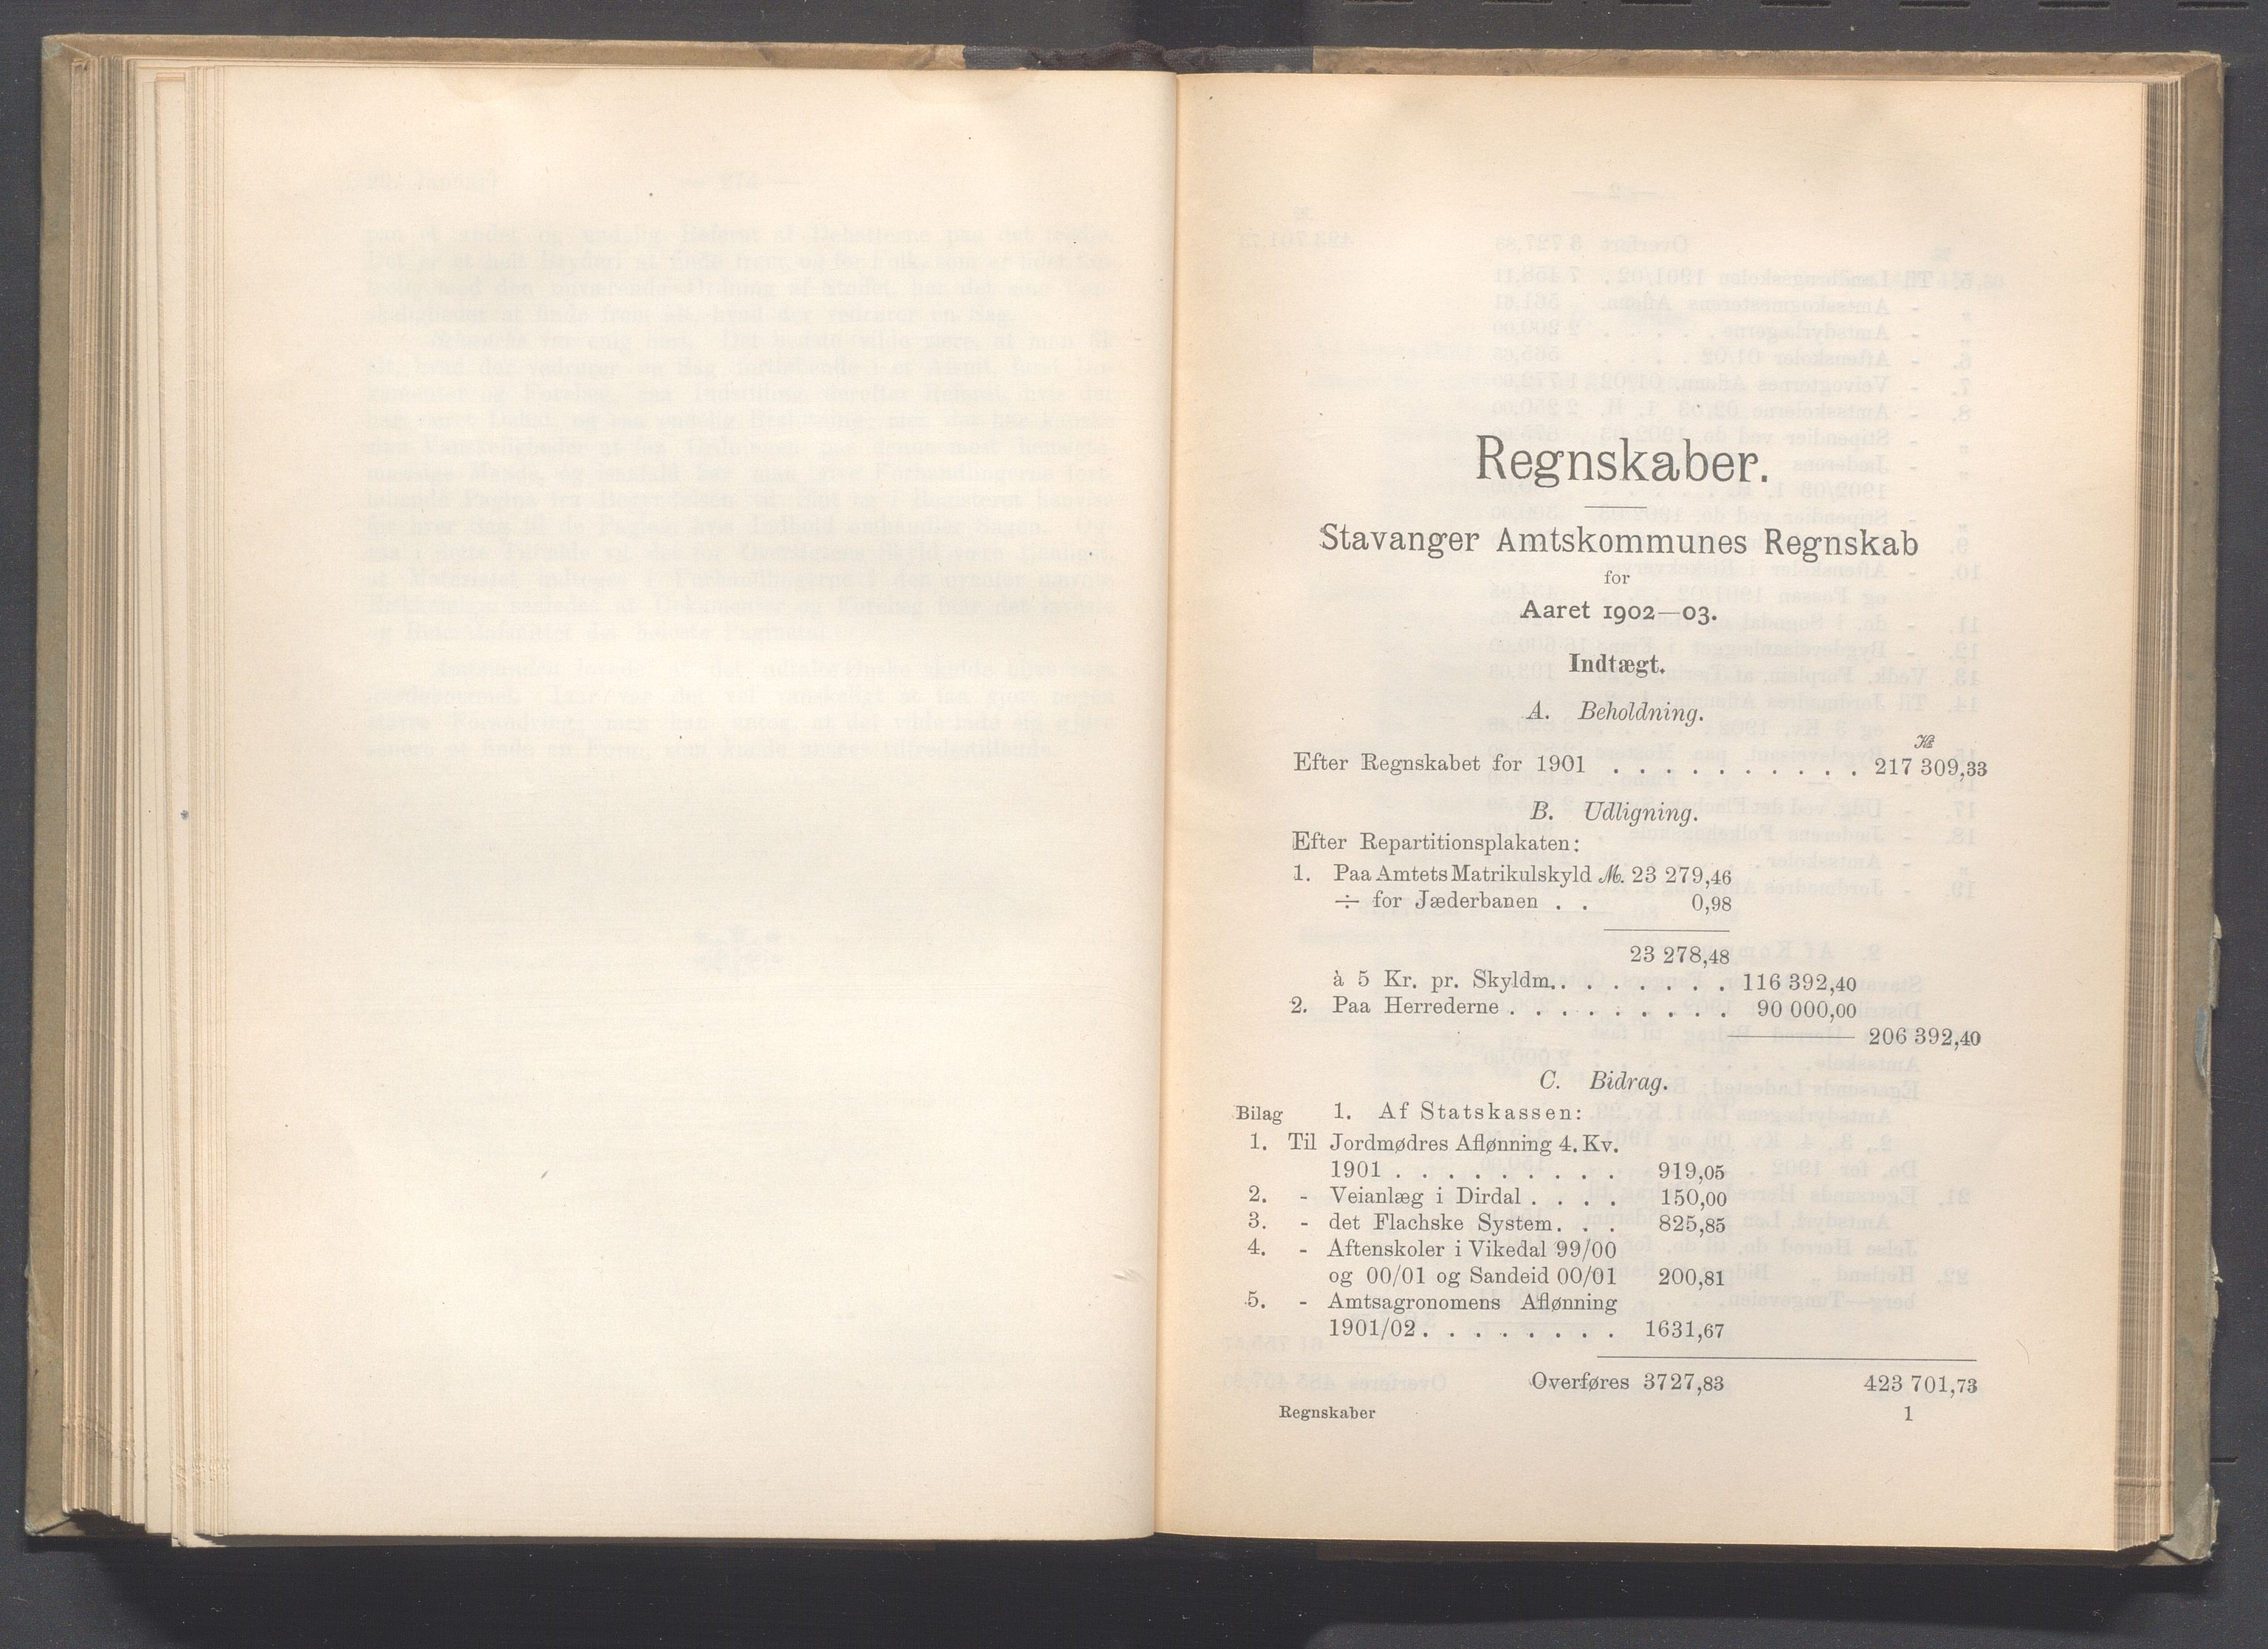 Regnskaber.
Stavanger Amtskommunes Regnskab
for
Aaret 1902—03.
Indtægt.
A. Beholdning.
Kr.
Efter Regnskabet for 1901 . . . . . . . . . . 217 309,33
B. Udligning.
Efter Repartitionsplakaten:
1. Paa Amtets Matrikulskyld M. 23 279,46
÷ for Jæderbanen . . 0,98
23 278,48
à 5 Kr. pr. Skyldm. . . . . . . . 116 392,40
2. Paa Herrederne . . . . . . . . . 90 000,00
206 392,40
C. Bidrag.
Bilag 1. Af Statskassen:
1. Til Jordmødres Aflønning 4. Kv.
1901 . . . . . . . . . 919,05
2. - Veianlæg i Dirdal . . . . 150,00
3. - det Flachske System . . . 825,85
4. - Aftenskoler i Vikedal 99/00
og 00/01 og Sandeid 00/01 200,81
5. - Amtsagronomens Aflønning
1901/02 . . . . . . . . 1631,67
Overføres 3727,83 423 701,73
Regnskaber 1